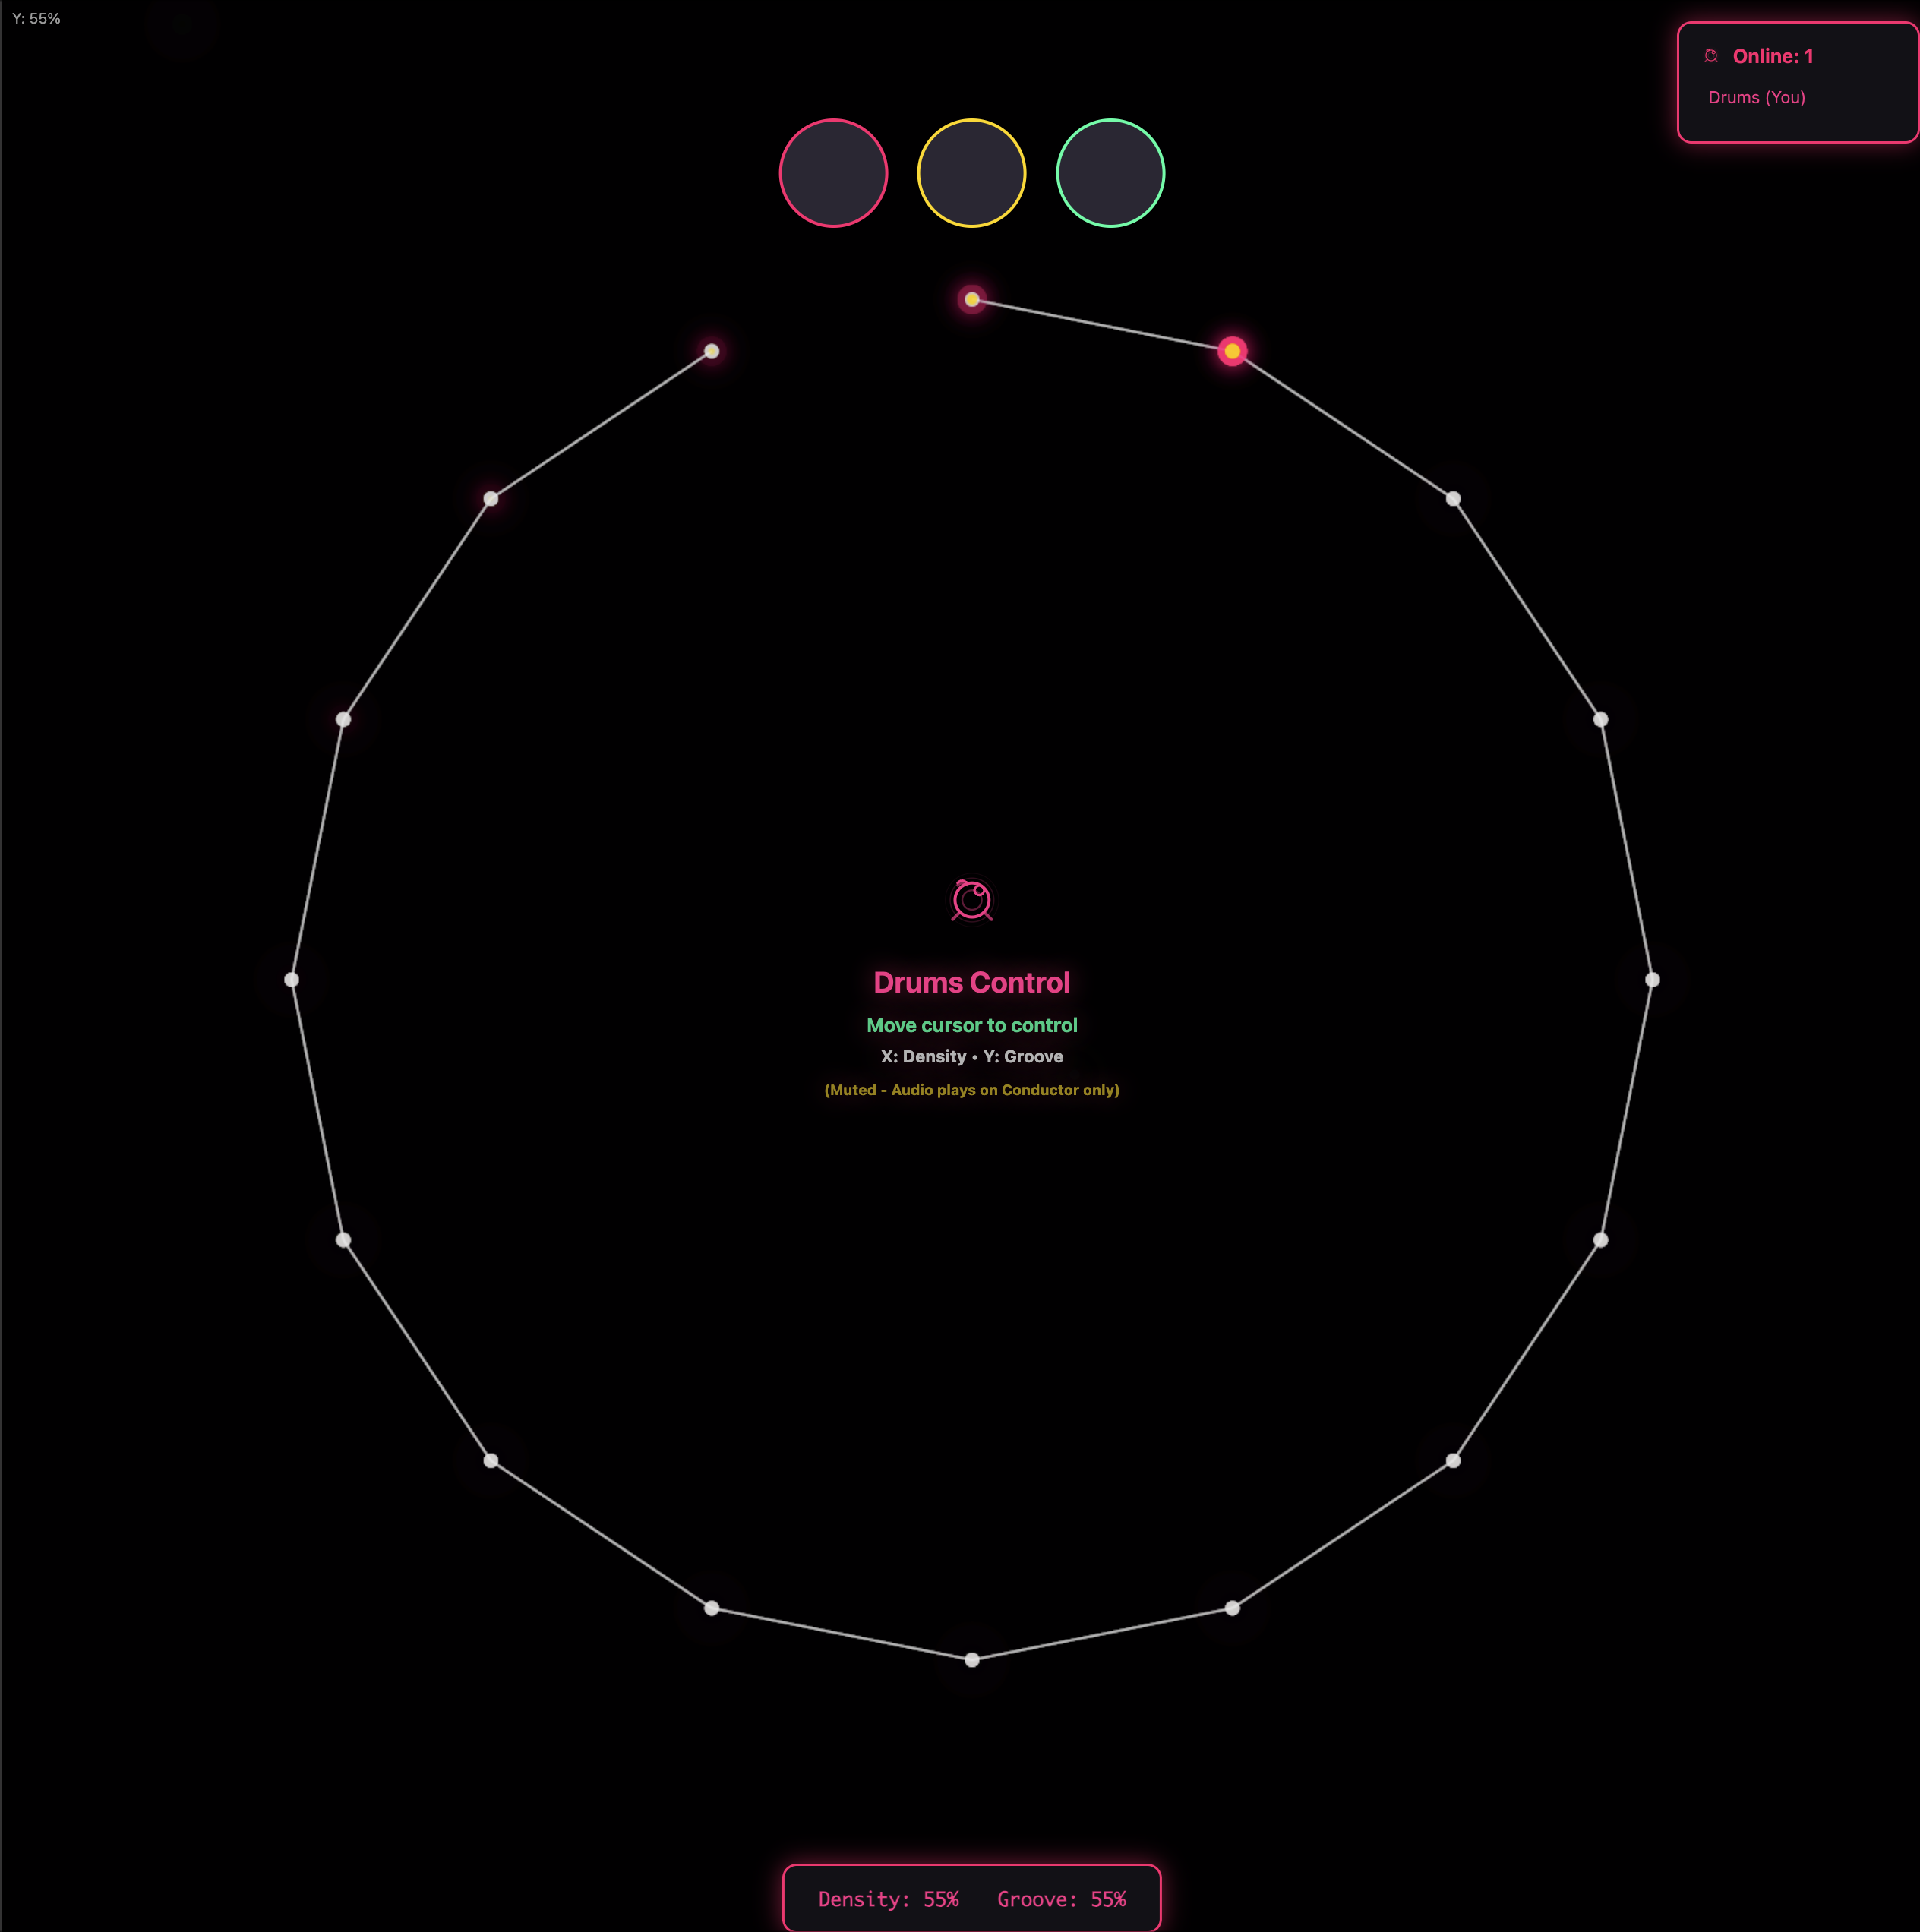 Y: 55%
Online: 1
Drums (You)
Drums Control
Move cursor to control
X: Density • Y: Groove
(Muted - Audio plays on Conductor only)
Density: 55% Groove: 55%